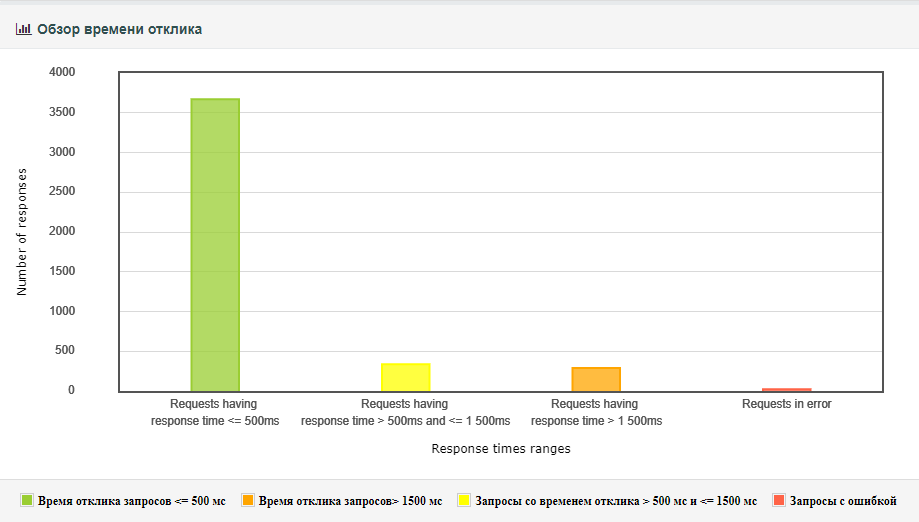 Обзор времени отклика
4000
3500
3000
2500
2000
1500
1000
500
0
Number of responses
Requests having
response time <= 500ms
Requests having
response time > 500ms and <= 1 500ms
Requests having
response time > 1 500ms
Requests in error
Response times ranges
Время отклика запросов <= 500 мс
Время отклика запросов> 1500 мс
Запросы со временем отклика > 500 мс и <= 1500 мс
Запросы с ошибкой